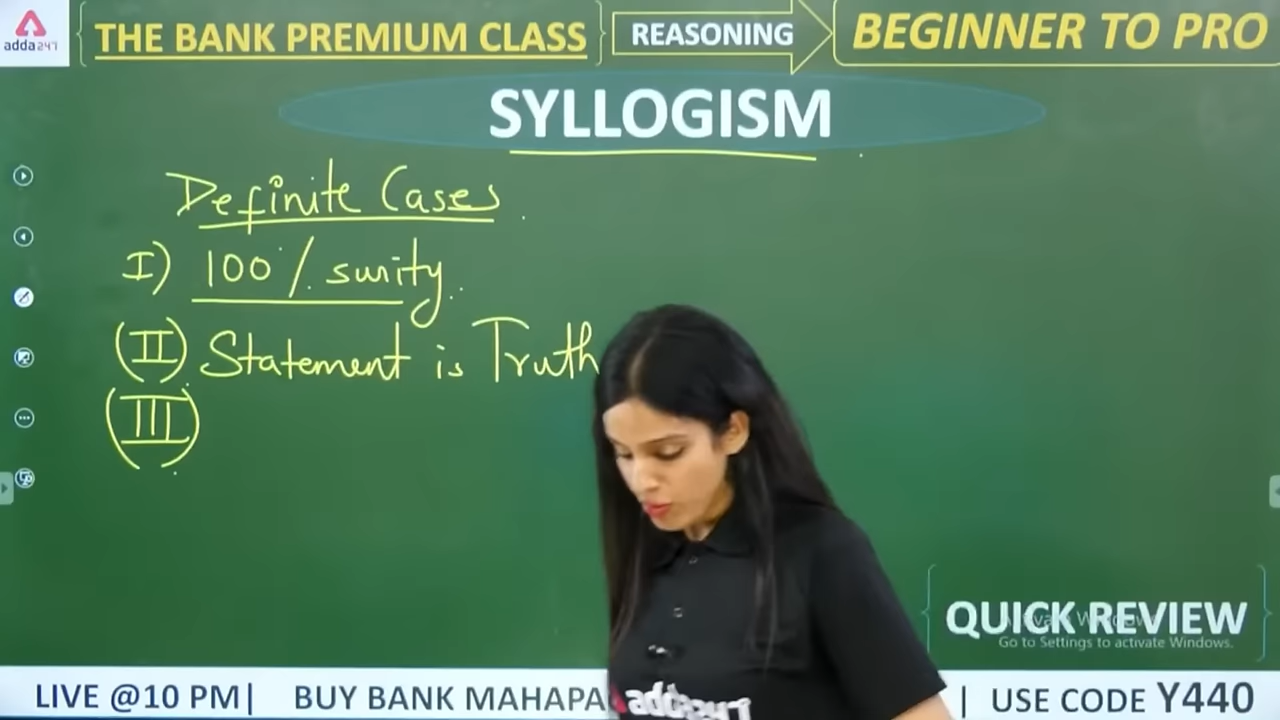 adda247
THE BANK PREMIUM CLASS
REASONING
BEGINNER TO PRO
SYLLOGISM
Definite Cases
I) 100% surity
(II) Statement is Truth
(III)
QUICK REVIEW
Go to Settings to activate Windows.
LIVE @10 PM| BUY BANK MAHAPA | USE CODE Y440
adda247